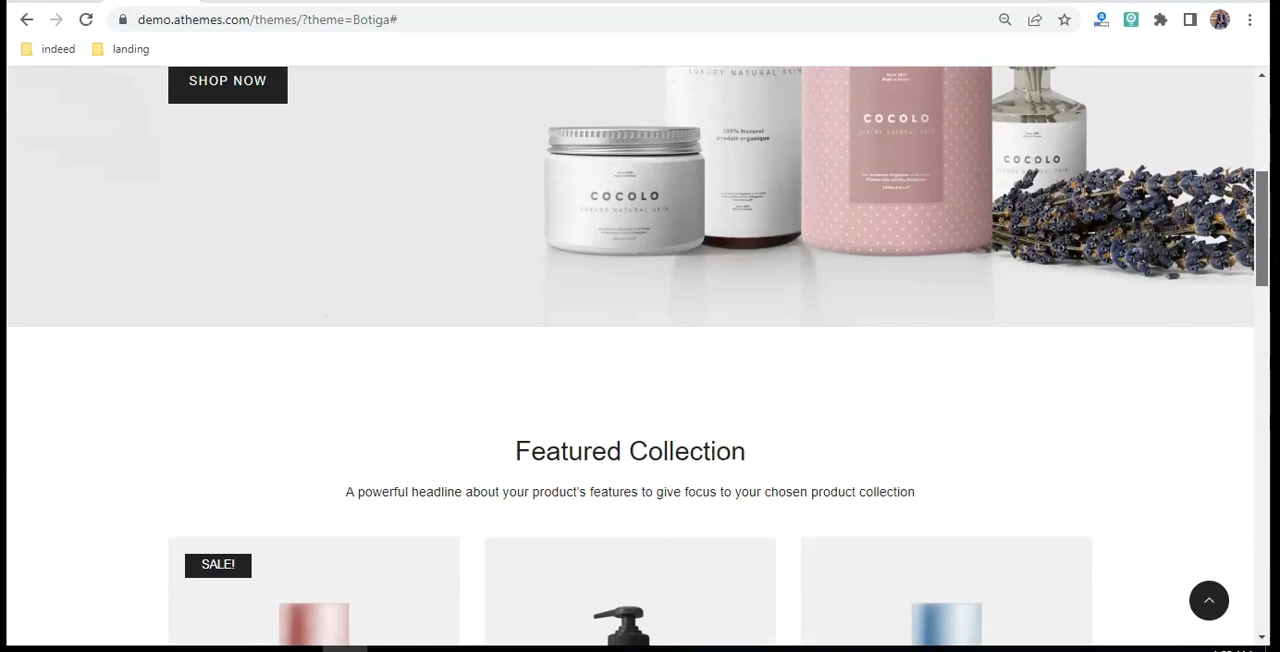 demo.athemes.com/themes/?theme=Botiga#
indeed
landing
SHOP NOW
LUXURY NATURAL SKIN
100% Naturel
produit organique
COCOLO
LUXURY NATURAL SKIN
COCOLO
LUXURY NATURAL SKIN
COCOLO
Featured Collection
A powerful headline about your product’s features to give focus to your chosen product collection
SALE!